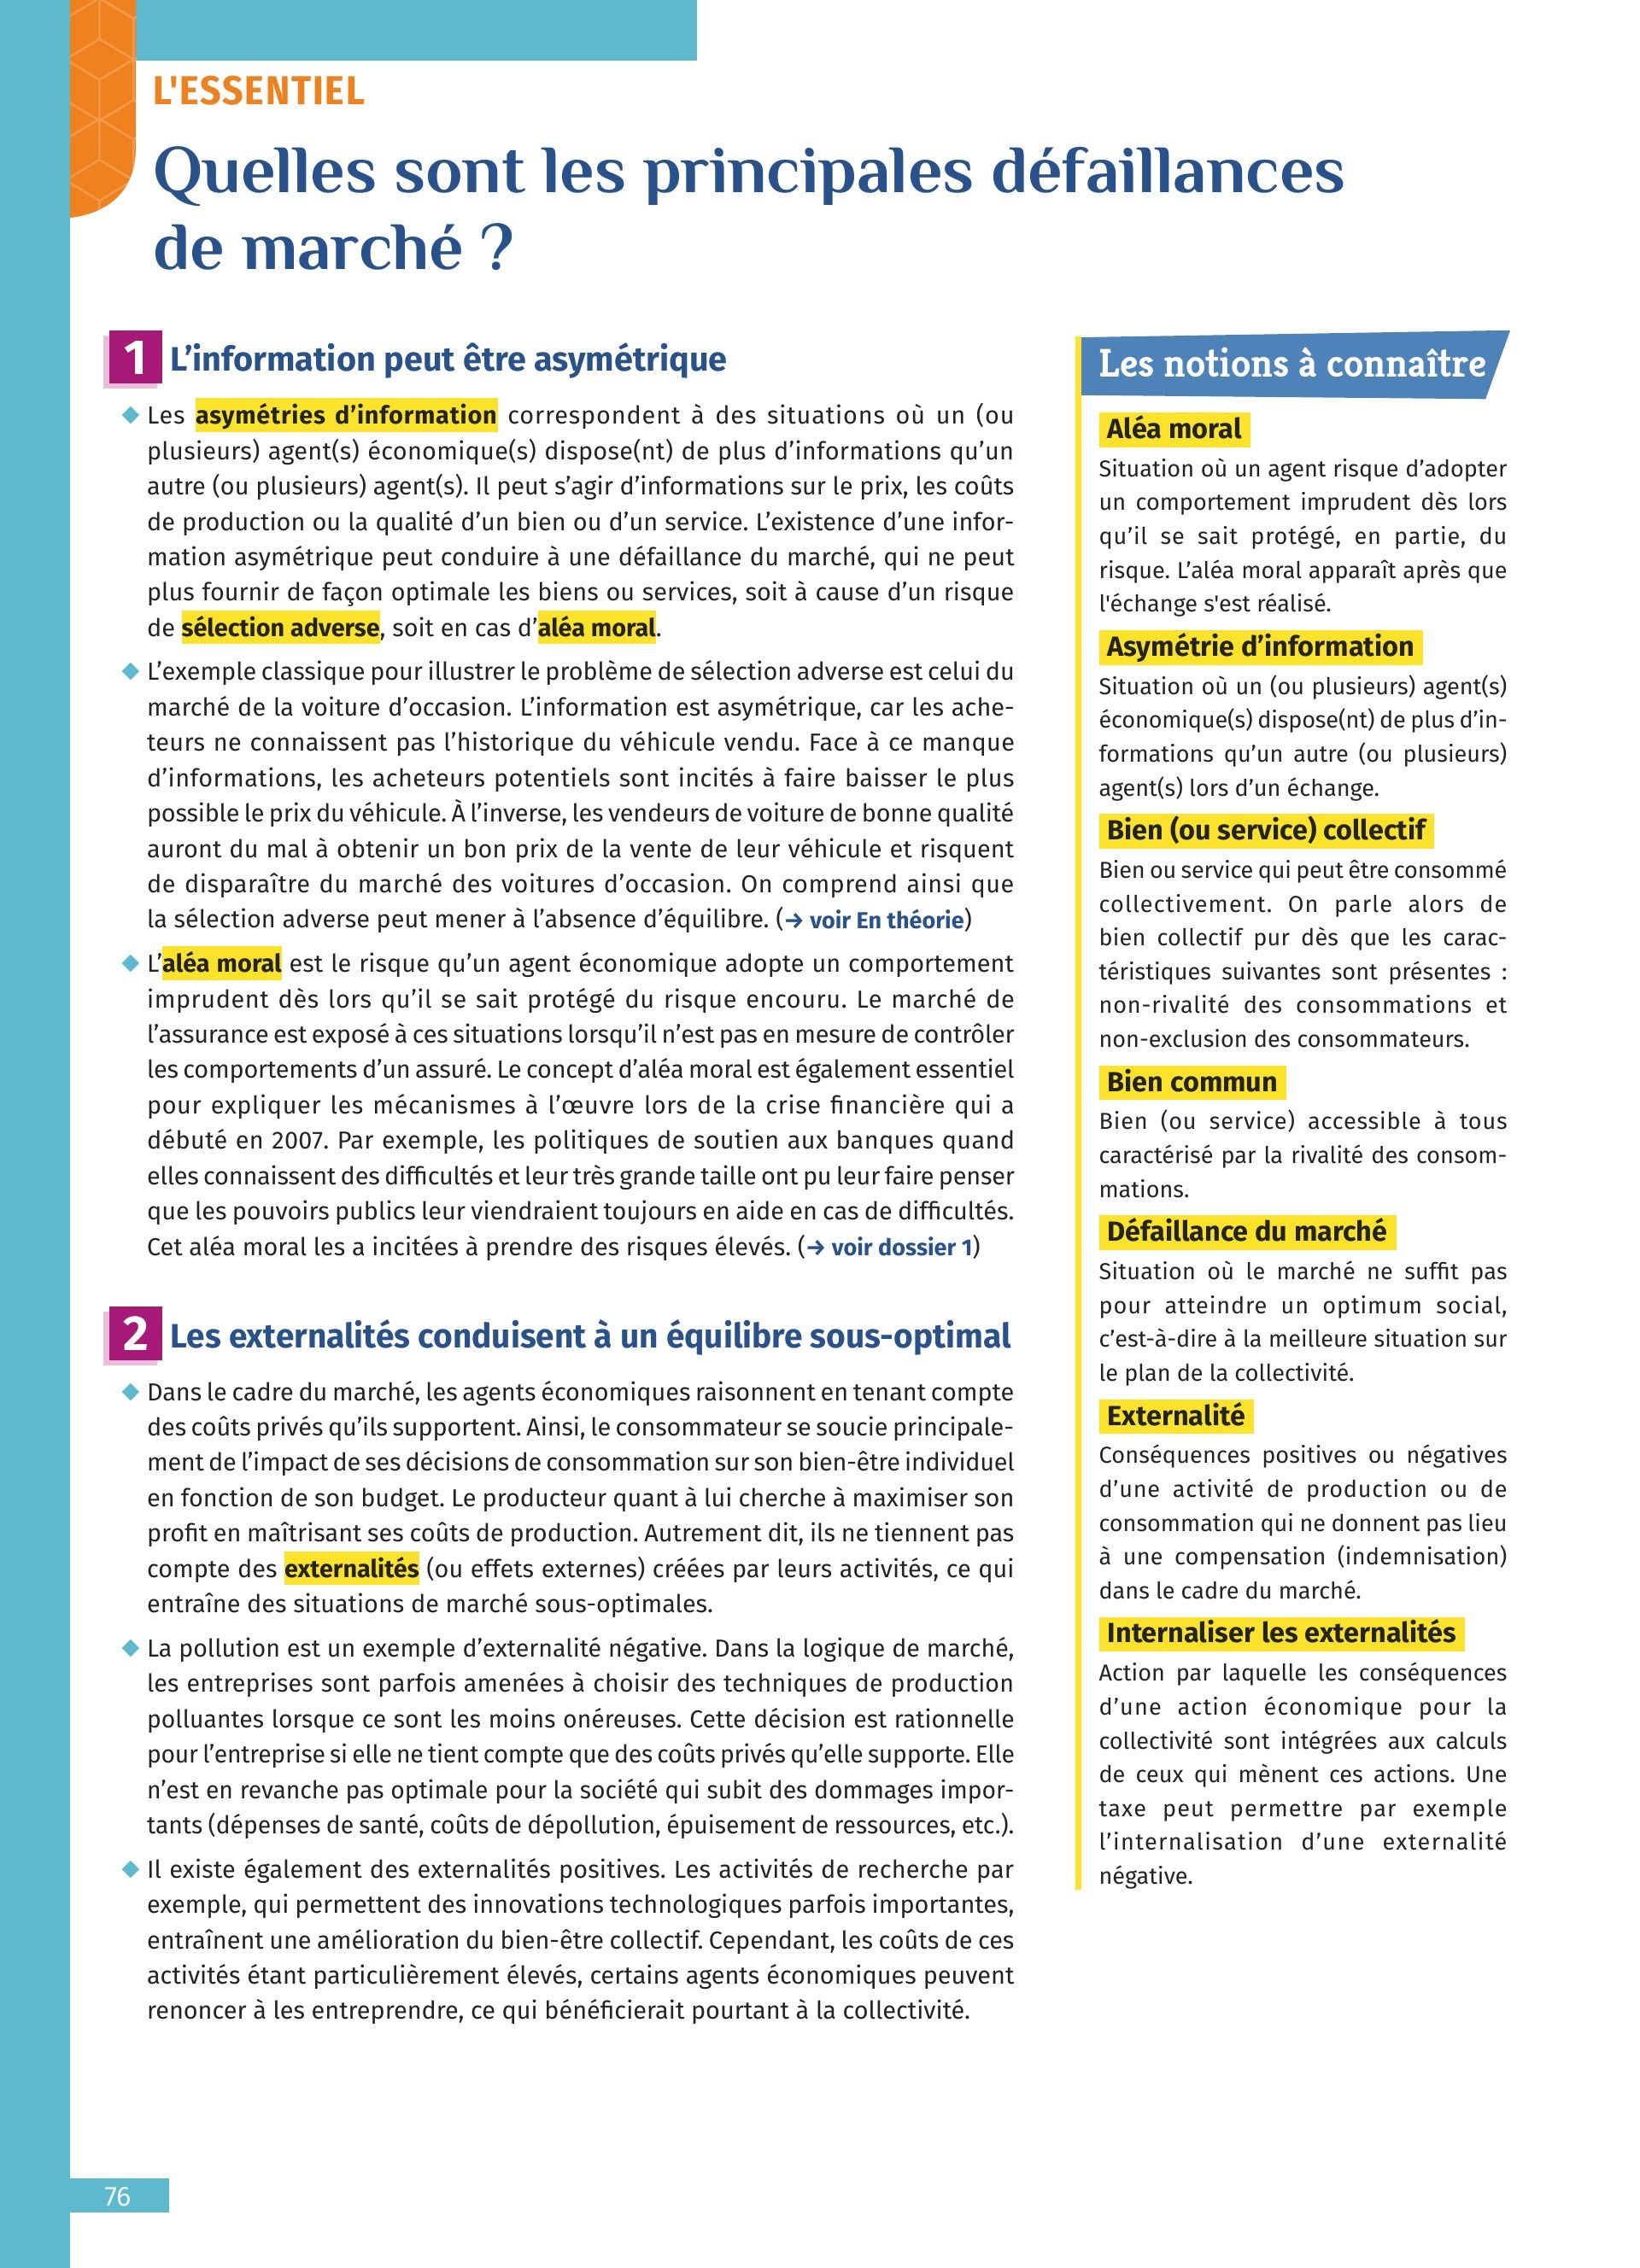 L'ESSENTIEL
Quelles sont les principales défaillances
de marché ?
1 L’information peut être asymétrique
◆ Les asymétries d’information correspondent à des situations où un (ou
plusieurs) agent(s) économique(s) dispose(nt) de plus d’informations qu’un
autre (ou plusieurs) agent(s). Il peut s’agir d’informations sur le prix, les coûts
de production ou la qualité d’un bien ou d’un service. L’existence d’une infor-
mation asymétrique peut conduire à une défaillance du marché, qui ne peut
plus fournir de façon optimale les biens ou services, soit à cause d’un risque
de sélection adverse, soit en cas d’aléa moral.
◆ L’exemple classique pour illustrer le problème de sélection adverse est celui du
marché de la voiture d’occasion. L’information est asymétrique, car les ache-
teurs ne connaissent pas l’historique du véhicule vendu. Face à ce manque
d’informations, les acheteurs potentiels sont incités à faire baisser le plus
possible le prix du véhicule. À l’inverse, les vendeurs de voiture de bonne qualité
auront du mal à obtenir un bon prix de la vente de leur véhicule et risquent
de disparaître du marché des voitures d’occasion. On comprend ainsi que
la sélection adverse peut mener à l’absence d’équilibre. (→ voir En théorie)
◆ L’aléa moral est le risque qu’un agent économique adopte un comportement
imprudent dès lors qu’il se sait protégé du risque encouru. Le marché de
l’assurance est exposé à ces situations lorsqu’il n’est pas en mesure de contrôler
les comportements d’un assuré. Le concept d’aléa moral est également essentiel
pour expliquer les mécanismes à l’œuvre lors de la crise financière qui a
débuté en 2007. Par exemple, les politiques de soutien aux banques quand
elles connaissent des difficultés et leur très grande taille ont pu leur faire penser
que les pouvoirs publics leur viendraient toujours en aide en cas de difficultés.
Cet aléa moral les a incitées à prendre des risques élevés. (→ voir dossier 1)
2 Les externalités conduisent à un équilibre sous-optimal
◆ Dans le cadre du marché, les agents économiques raisonnent en tenant compte
des coûts privés qu’ils supportent. Ainsi, le consommateur se soucie principale-
ment de l’impact de ses décisions de consommation sur son bien-être individuel
en fonction de son budget. Le producteur quant à lui cherche à maximiser son
profit en maîtrisant ses coûts de production. Autrement dit, ils ne tiennent pas
compte des externalités (ou effets externes) créées par leurs activités, ce qui
entraîne des situations de marché sous-optimales.
◆ La pollution est un exemple d’externalité négative. Dans la logique de marché,
les entreprises sont parfois amenées à choisir des techniques de production
polluantes lorsque ce sont les moins onéreuses. Cette décision est rationnelle
pour l’entreprise si elle ne tient compte que des coûts privés qu’elle supporte. Elle
n’est en revanche pas optimale pour la société qui subit des dommages impor-
tants (dépenses de santé, coûts de dépollution, épuisement de ressources, etc.).
◆ Il existe également des externalités positives. Les activités de recherche par
exemple, qui permettent des innovations technologiques parfois importantes,
entraînent une amélioration du bien-être collectif. Cependant, les coûts de ces
activités étant particulièrement élevés, certains agents économiques peuvent
renoncer à les entreprendre, ce qui bénéficierait pourtant à la collectivité.
Les notions à connaître
Aléa moral
Situation où un agent risque d’adopter
un comportement imprudent dès lors
qu’il se sait protégé, en partie, du
risque. L’aléa moral apparaît après que
l'échange s'est réalisé.
Asymétrie d’information
Situation où un (ou plusieurs) agent(s)
économique(s) dispose(nt) de plus d’in-
formations qu’un autre (ou plusieurs)
agent(s) lors d’un échange.
Bien (ou service) collectif
Bien ou service qui peut être consommé
collectivement. On parle alors de
bien collectif pur dès que les carac-
téristiques suivantes sont présentes :
non-rivalité des consommations et
non-exclusion des consommateurs.
Bien commun
Bien (ou service) accessible à tous
caractérisé par la rivalité des consom-
mations.
Défaillance du marché
Situation où le marché ne suffit pas
pour atteindre un optimum social,
c’est-à-dire à la meilleure situation sur
le plan de la collectivité.
Externalité
Conséquences positives ou négatives
d’une activité de production ou de
consommation qui ne donnent pas lieu
à une compensation (indemnisation)
dans le cadre du marché.
Internaliser les externalités
Action par laquelle les conséquences
d’une action économique pour la
collectivité sont intégrées aux calculs
de ceux qui mènent ces actions. Une
taxe peut permettre par exemple
l’internalisation d’une externalité
négative.
76